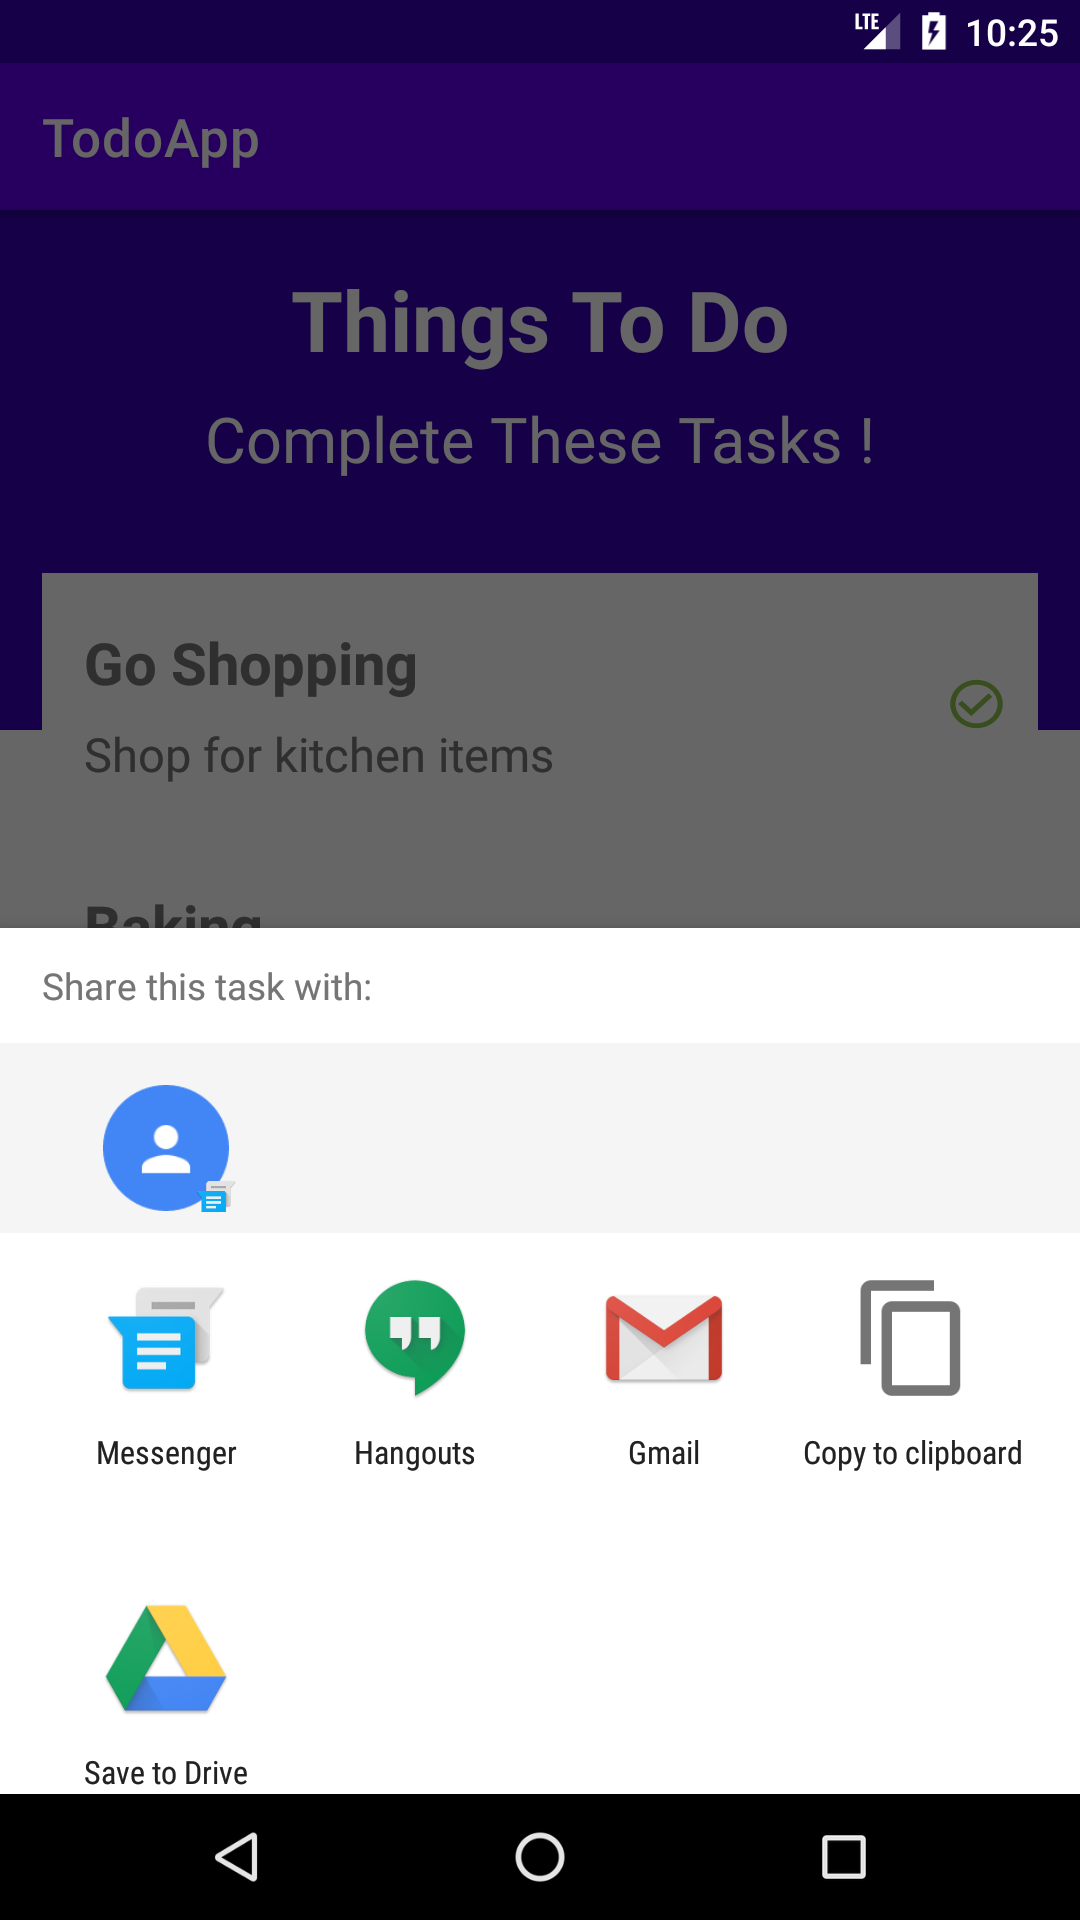 LTE 10:25
TodoApp
Things To Do
Complete These Tasks !
Go Shopping
Shop for kitchen items
Baking
Share this task with:
Messenger Hangouts Gmail Copy to clipboard
Save to Drive